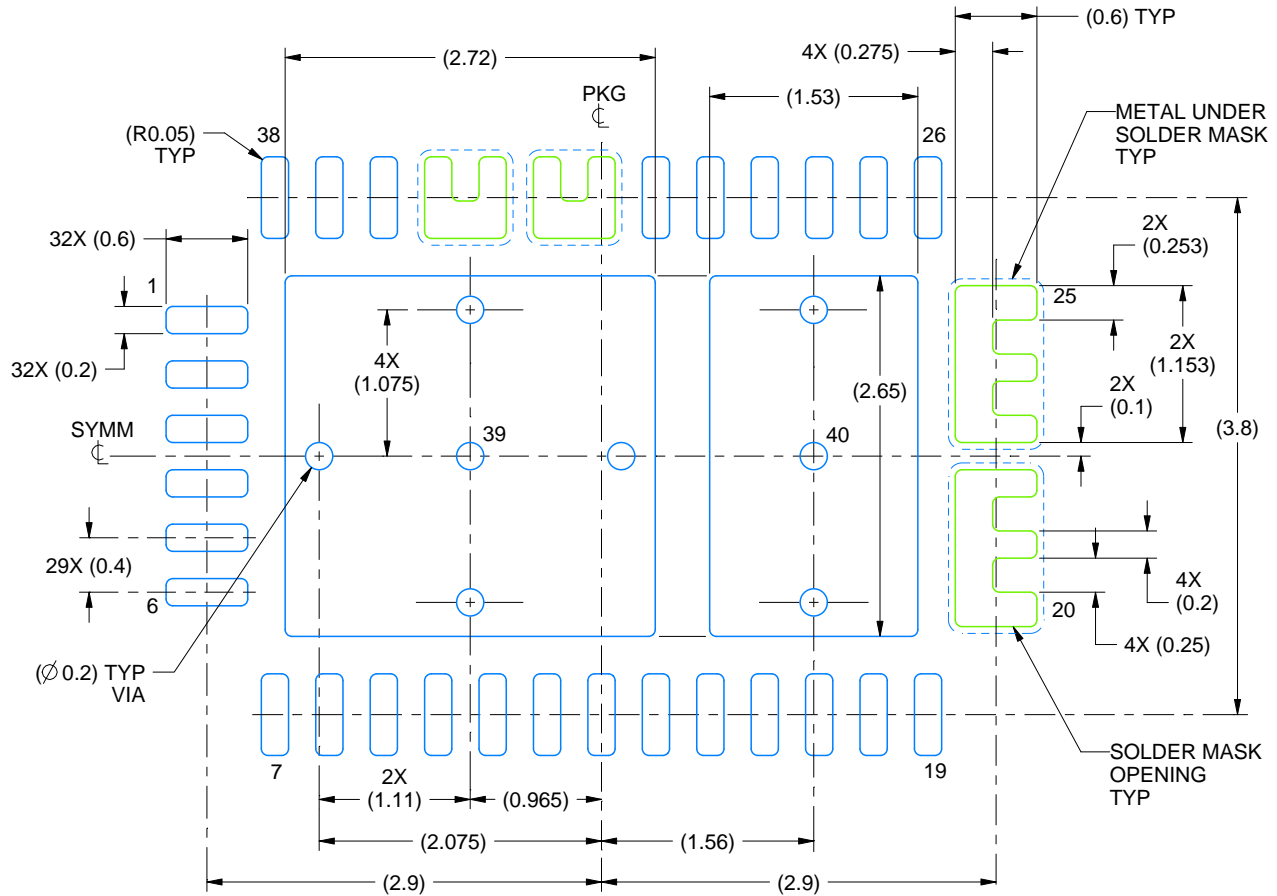 (0.6) TYP
4X (0.275)
(2.72)
PKG
(1.53)
METAL UNDER
SOLDER MASK
TYP
(R0.05)
TYP
38
26
32X (0.6)
2X
(0.253)
1
25
4X
(1.075)
2X
(1.153)
32X (0.2)
(2.65)
2X
(0.1)
(3.8)
SYMM
39
40
29X (0.4)
6
20
4X
(0.2)
4X (0.25)
(Ø 0.2) TYP
VIA
7
19
SOLDER MASK
OPENING
TYP
2X
(1.11)
(0.965)
(2.075)
(1.56)
(2.9)
(2.9)